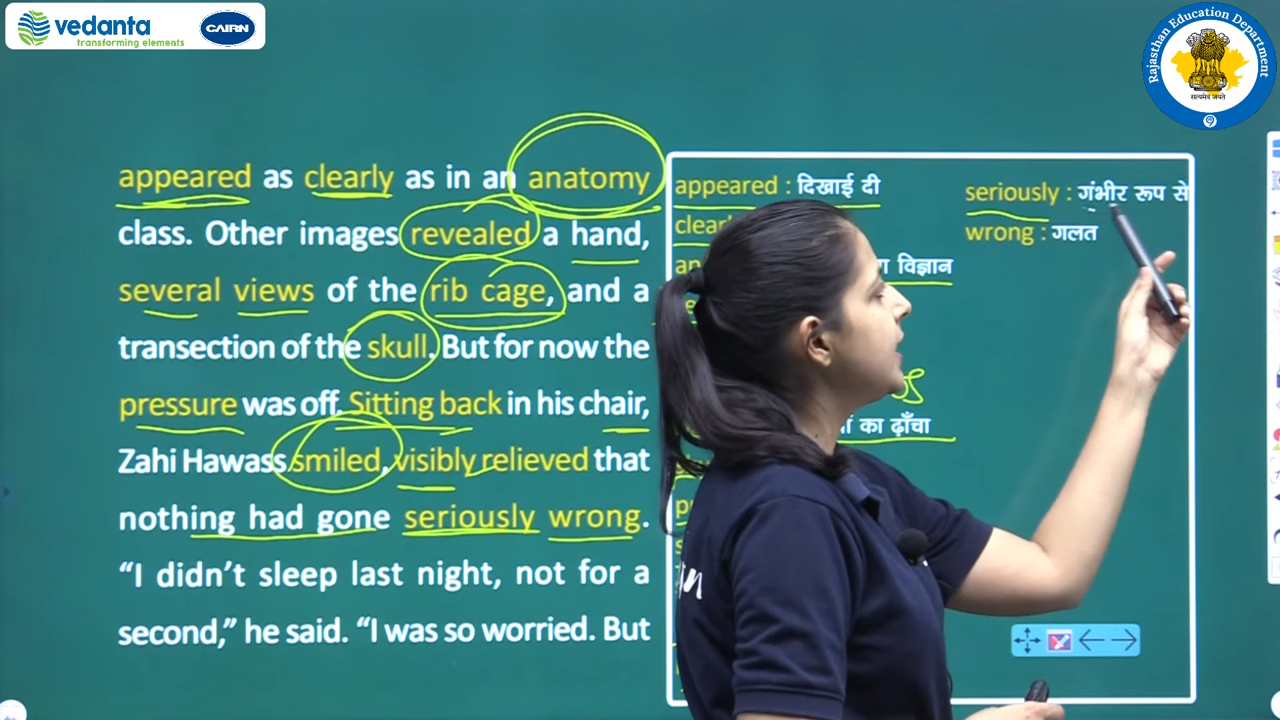 vedanta
transforming elements
CAIRN
Rajasthan Education Department
सत्यमेव जयते
appeared as clearly as in an anatomy
class. Other images revealed a hand,
several views of the rib cage, and a
transection of the skull. But for now the
pressure was off. Sitting back in his chair,
Zahi Hawass smiled, visibly relieved that
nothing had gone seriously wrong.
“I didn’t sleep last night, not for a
second,” he said. “I was so worried. But
appeared : दिखाई दी
विज्ञान
का ढ़ाँचा
seriously : गंभीर रूप से
wrong : गलत